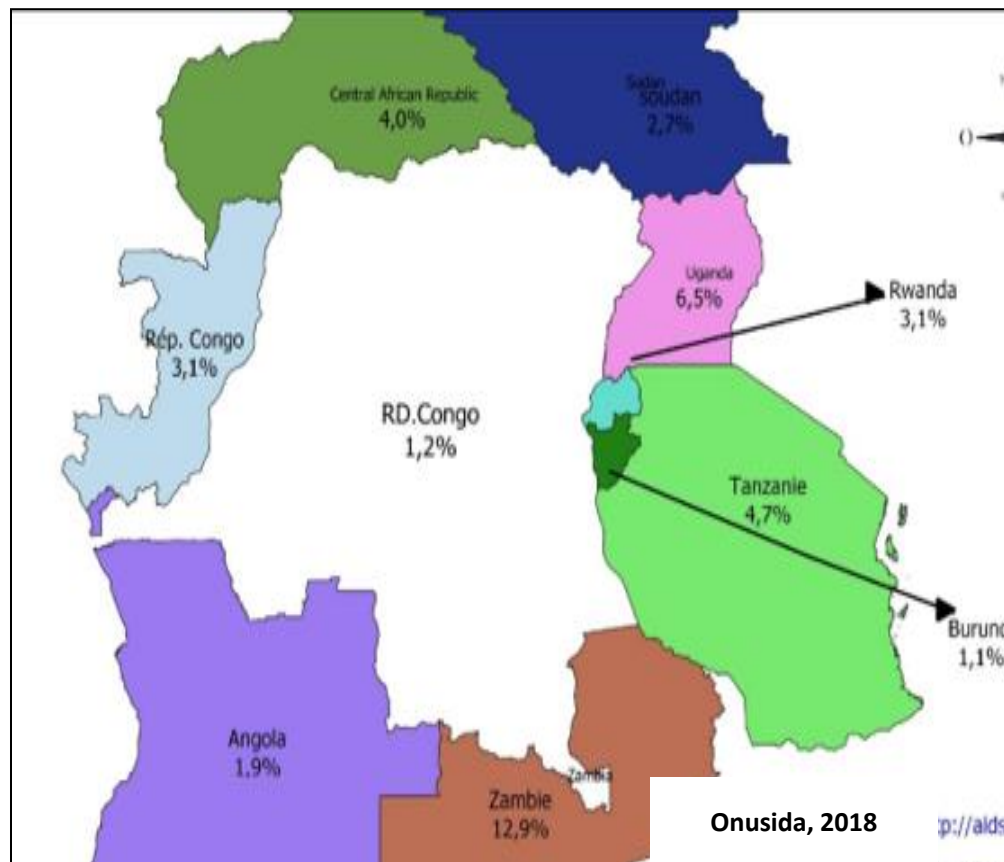 Central African Republic
4,0%
Sudan
soudan
2,7%
Uganda
6,5%
Rwanda
3,1%
Rép. Congo
3,1%
RD.Congo
1,2%
Tanzanie
4,7%
Burund
1,1%
Angola
1,9%
Zambia
Zambie
12,9%
Onusida, 2018
tp://aids